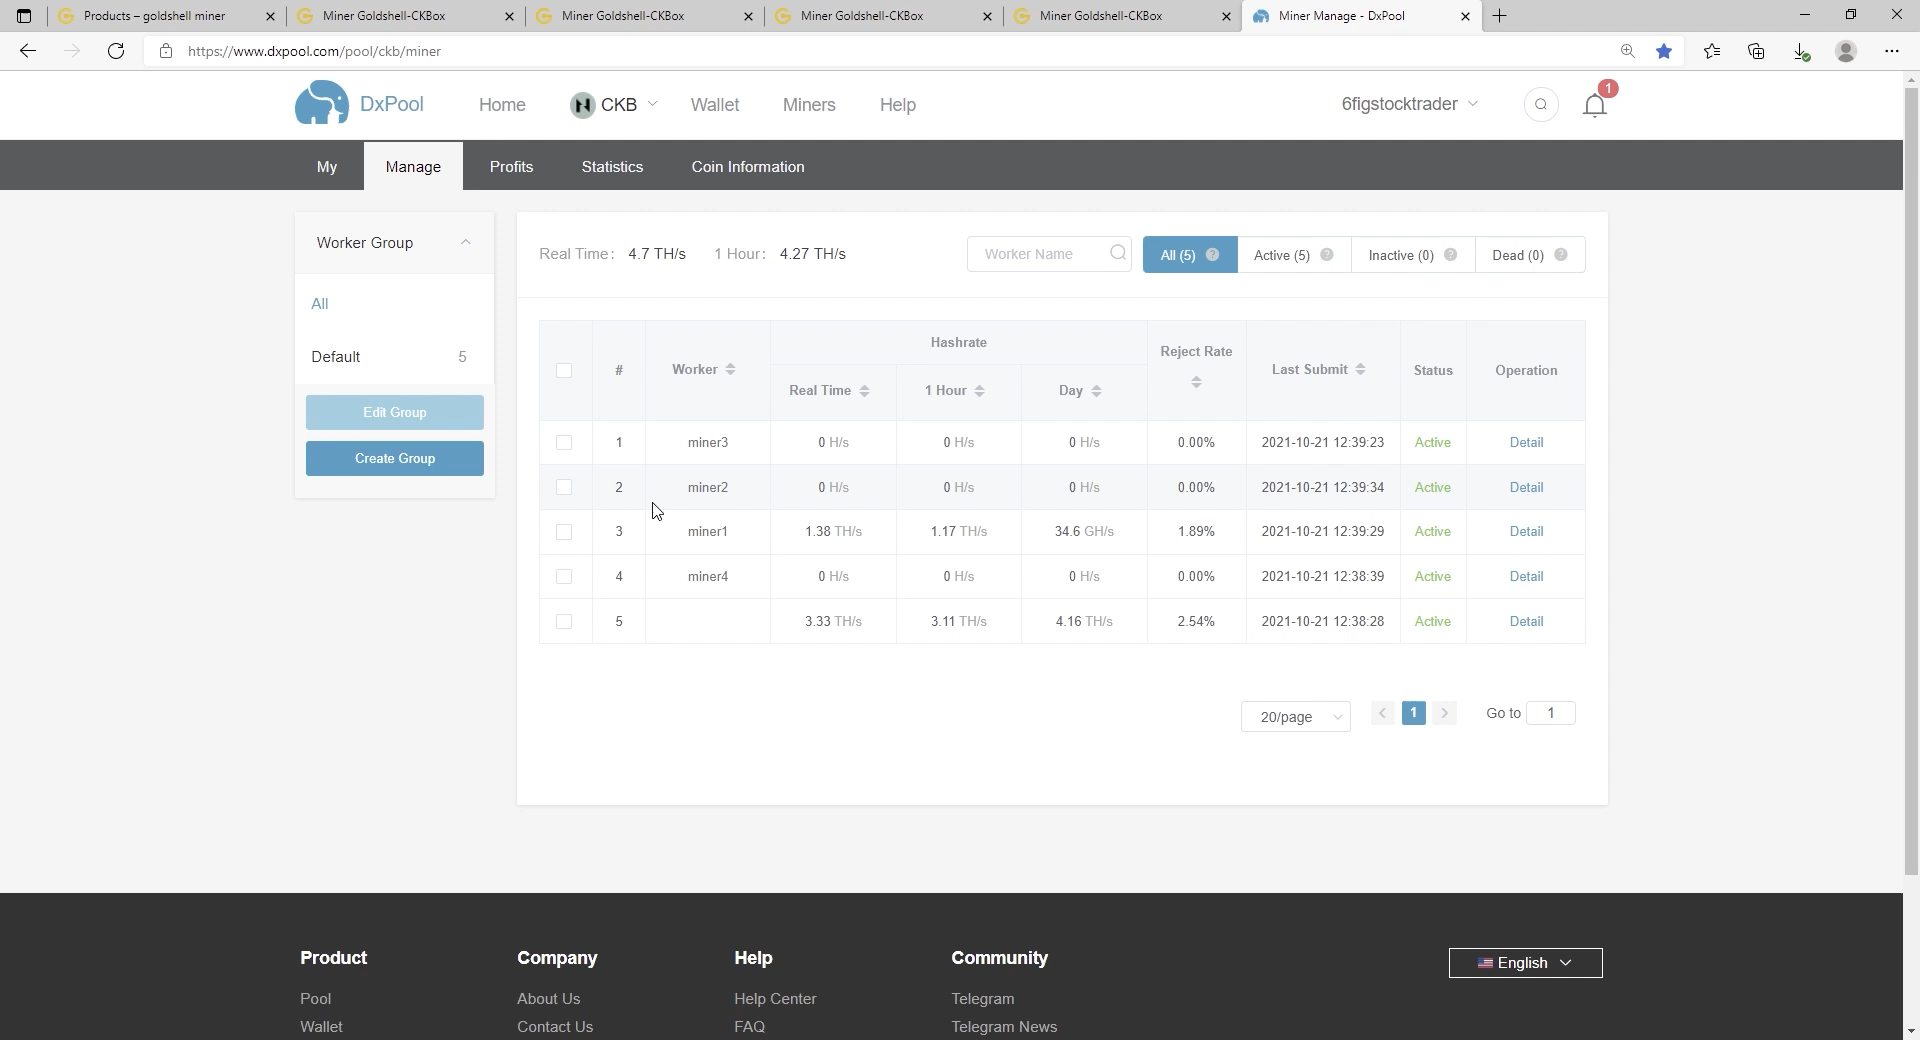 Products – goldshell miner
Miner Goldshell-CKBox
Miner Goldshell-CKBox
Miner Goldshell-CKBox
Miner Goldshell-CKBox
Miner Manage - DxPool
https://www.dxpool.com/pool/ckb/miner
DxPool
Home
CKB
Wallet
Miners
Help
6figstocktrader
1
My
Manage
Profits
Statistics
Coin Information
Worker Group
All
Default 5
Edit Group
Create Group
Real Time: 4.7 TH/s 1 Hour: 4.27 TH/s
Worker Name
All (5) ?
Active (5) ?
Inactive (0) ?
Dead (0) ?
# Worker Hashrate Reject Rate Last Submit Status Operation
Real Time 1 Hour Day
1 miner3 0 H/s 0 H/s 0 H/s 0.00% 2021-10-21 12:39:23 Active Detail
2 miner2 0 H/s 0 H/s 0 H/s 0.00% 2021-10-21 12:39:34 Active Detail
3 miner1 1.38 TH/s 1.17 TH/s 34.6 GH/s 1.89% 2021-10-21 12:39:29 Active Detail
4 miner4 0 H/s 0 H/s 0 H/s 0.00% 2021-10-21 12:38:39 Active Detail
5 3.33 TH/s 3.11 TH/s 4.16 TH/s 2.54% 2021-10-21 12:38:28 Active Detail
20/page < 1 > Go to 1
Product Company Help Community
English
Pool About Us Help Center Telegram
Wallet Contact Us FAQ Telegram News